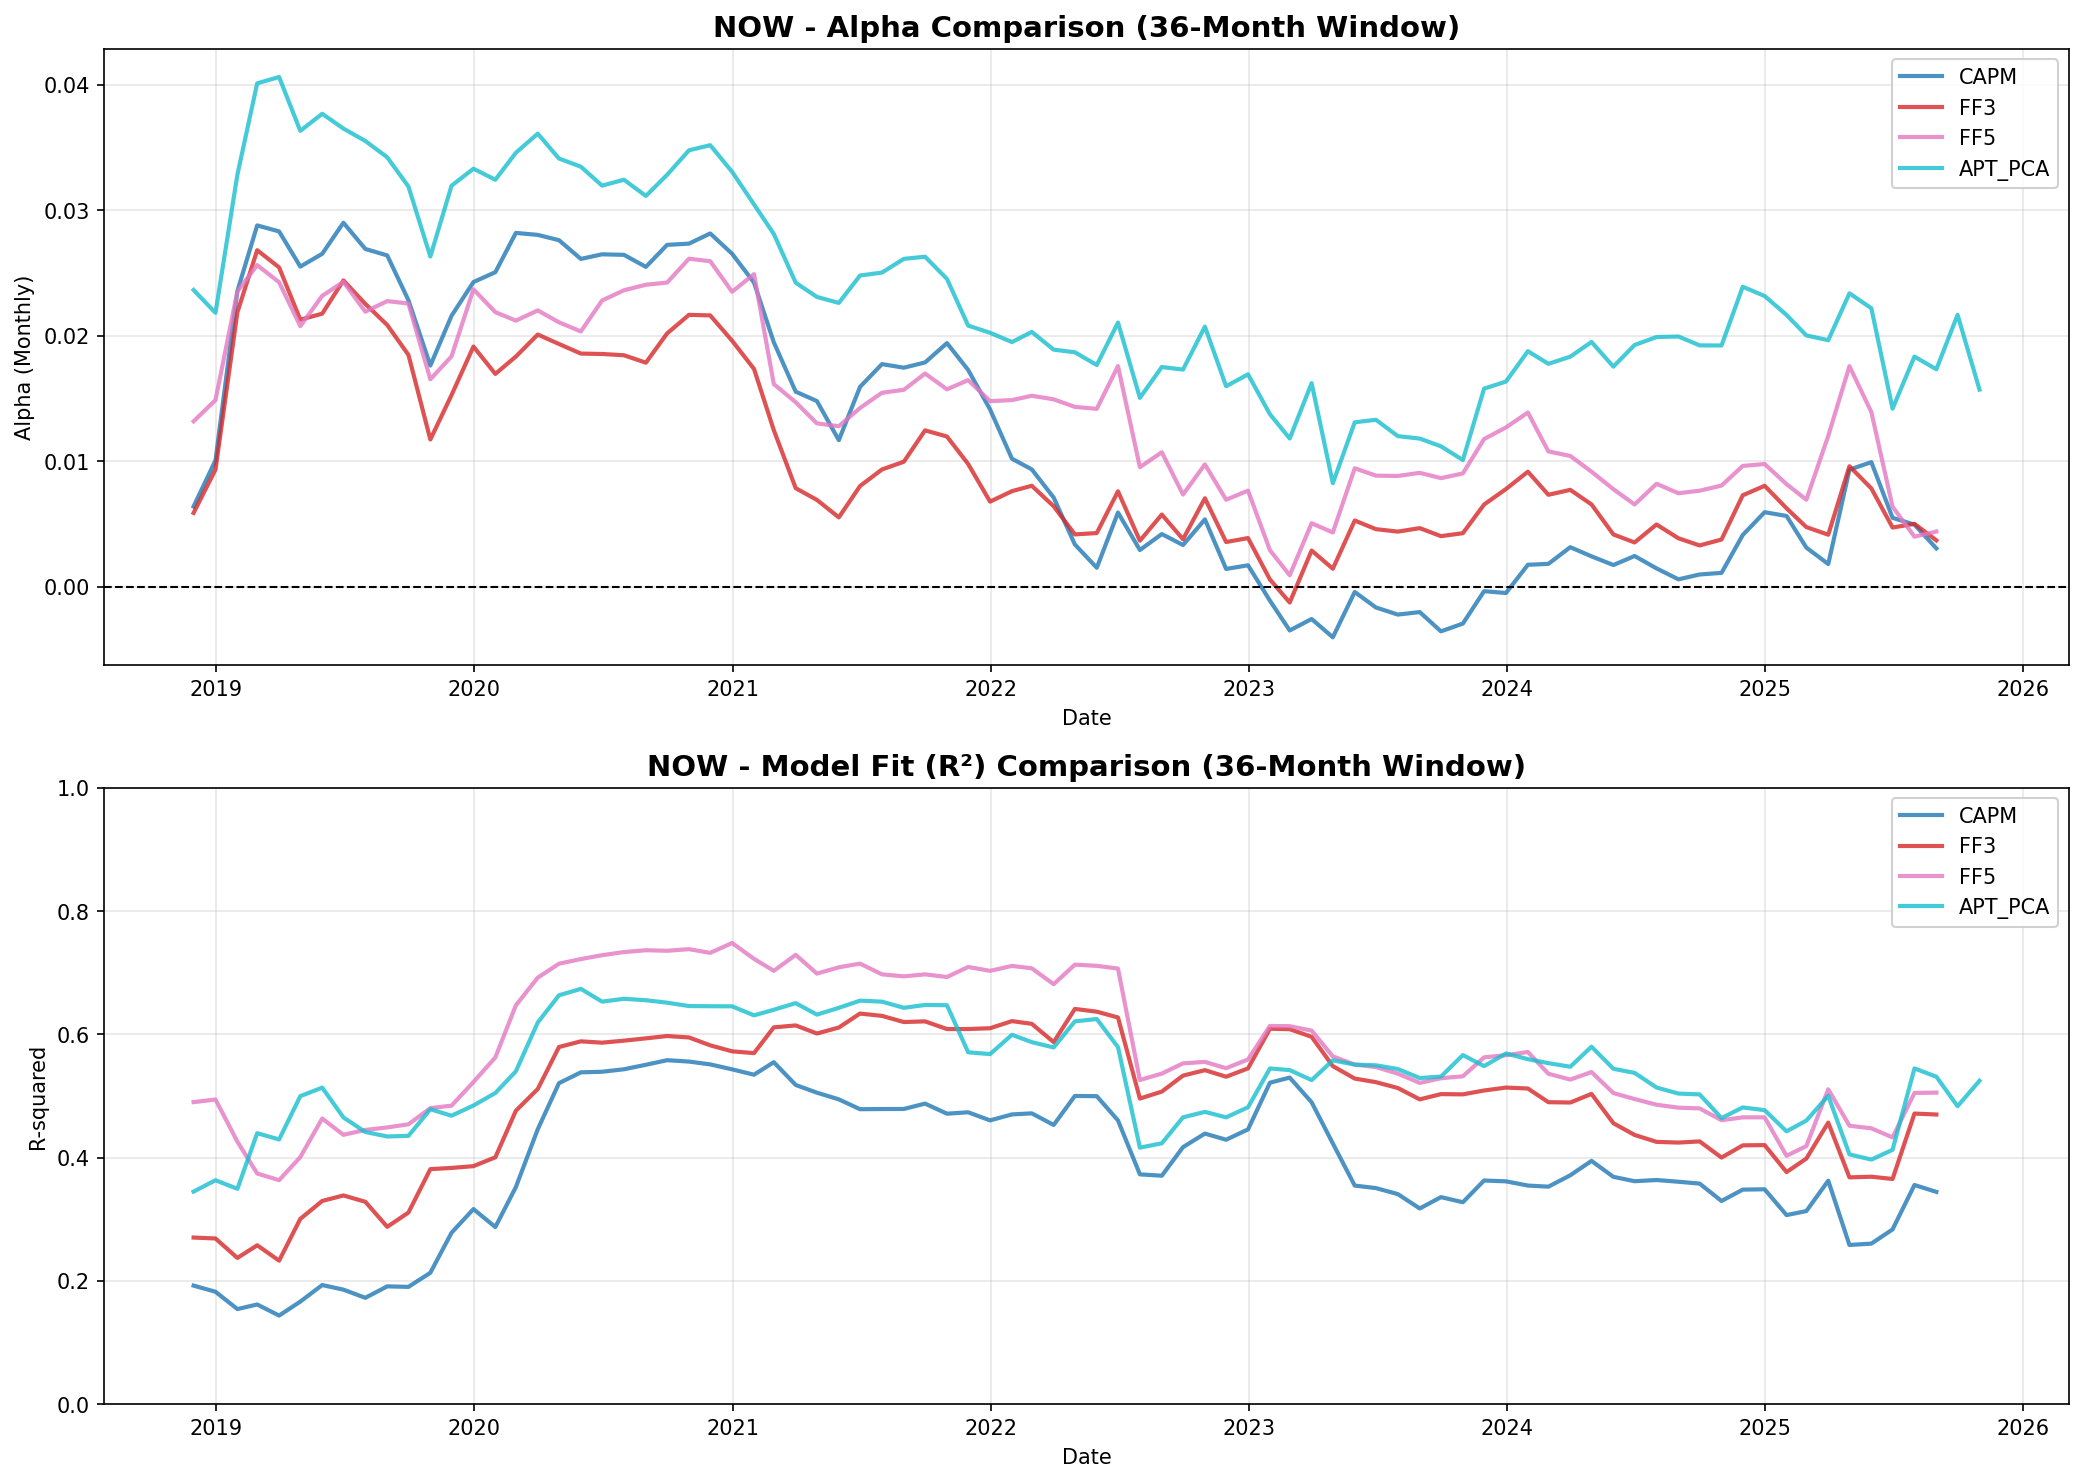 NOW - Alpha Comparison (36-Month Window)
CAPM
FF3
FF5
APT_PCA
Alpha (Monthly)
0.04
0.03
0.02
0.01
0.00
2019 2020 2021 2022 2023 2024 2025 2026
Date
NOW - Model Fit (R²) Comparison (36-Month Window)
CAPM
FF3
FF5
APT_PCA
R-squared
1.0
0.8
0.6
0.4
0.2
0.0
2019 2020 2021 2022 2023 2024 2025 2026
Date